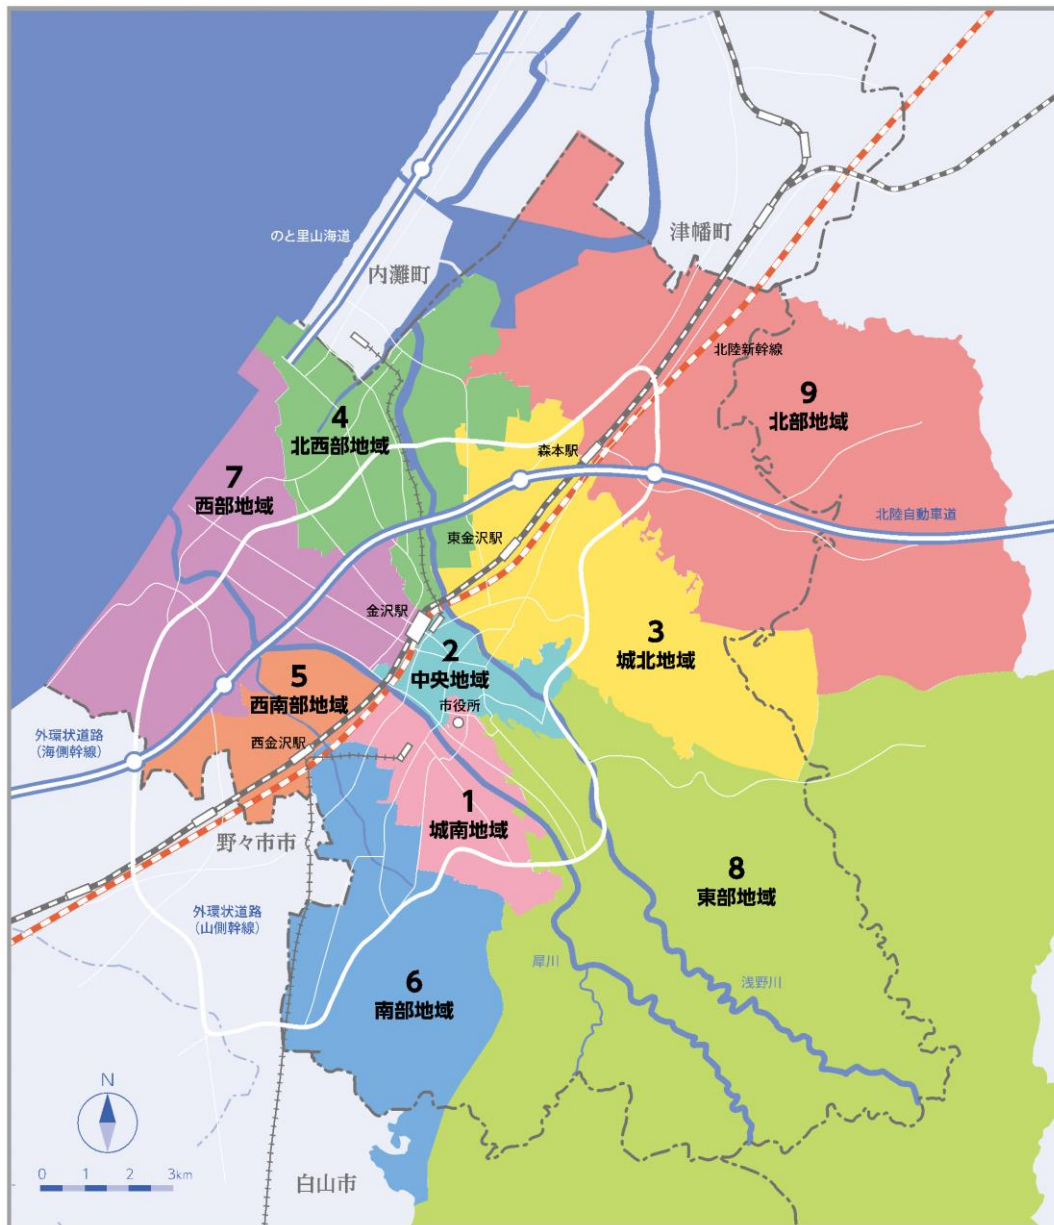 のと里山海道
内灘町
津幡町
北陸新幹線
9
北部地域
4
北西部地域
森本駅
7
西部地域
北陸自動車道
東金沢駅
金沢駅
3
城北地域
2
中央地域
5
西南部地域
市役所
外環状道路
(海側幹線)
西金沢駅
1
城南地域
野々市市
8
東部地域
外環状道路
(山側幹線)
犀川
浅野川
6
南部地域
N
0 1 2 3km
白山市